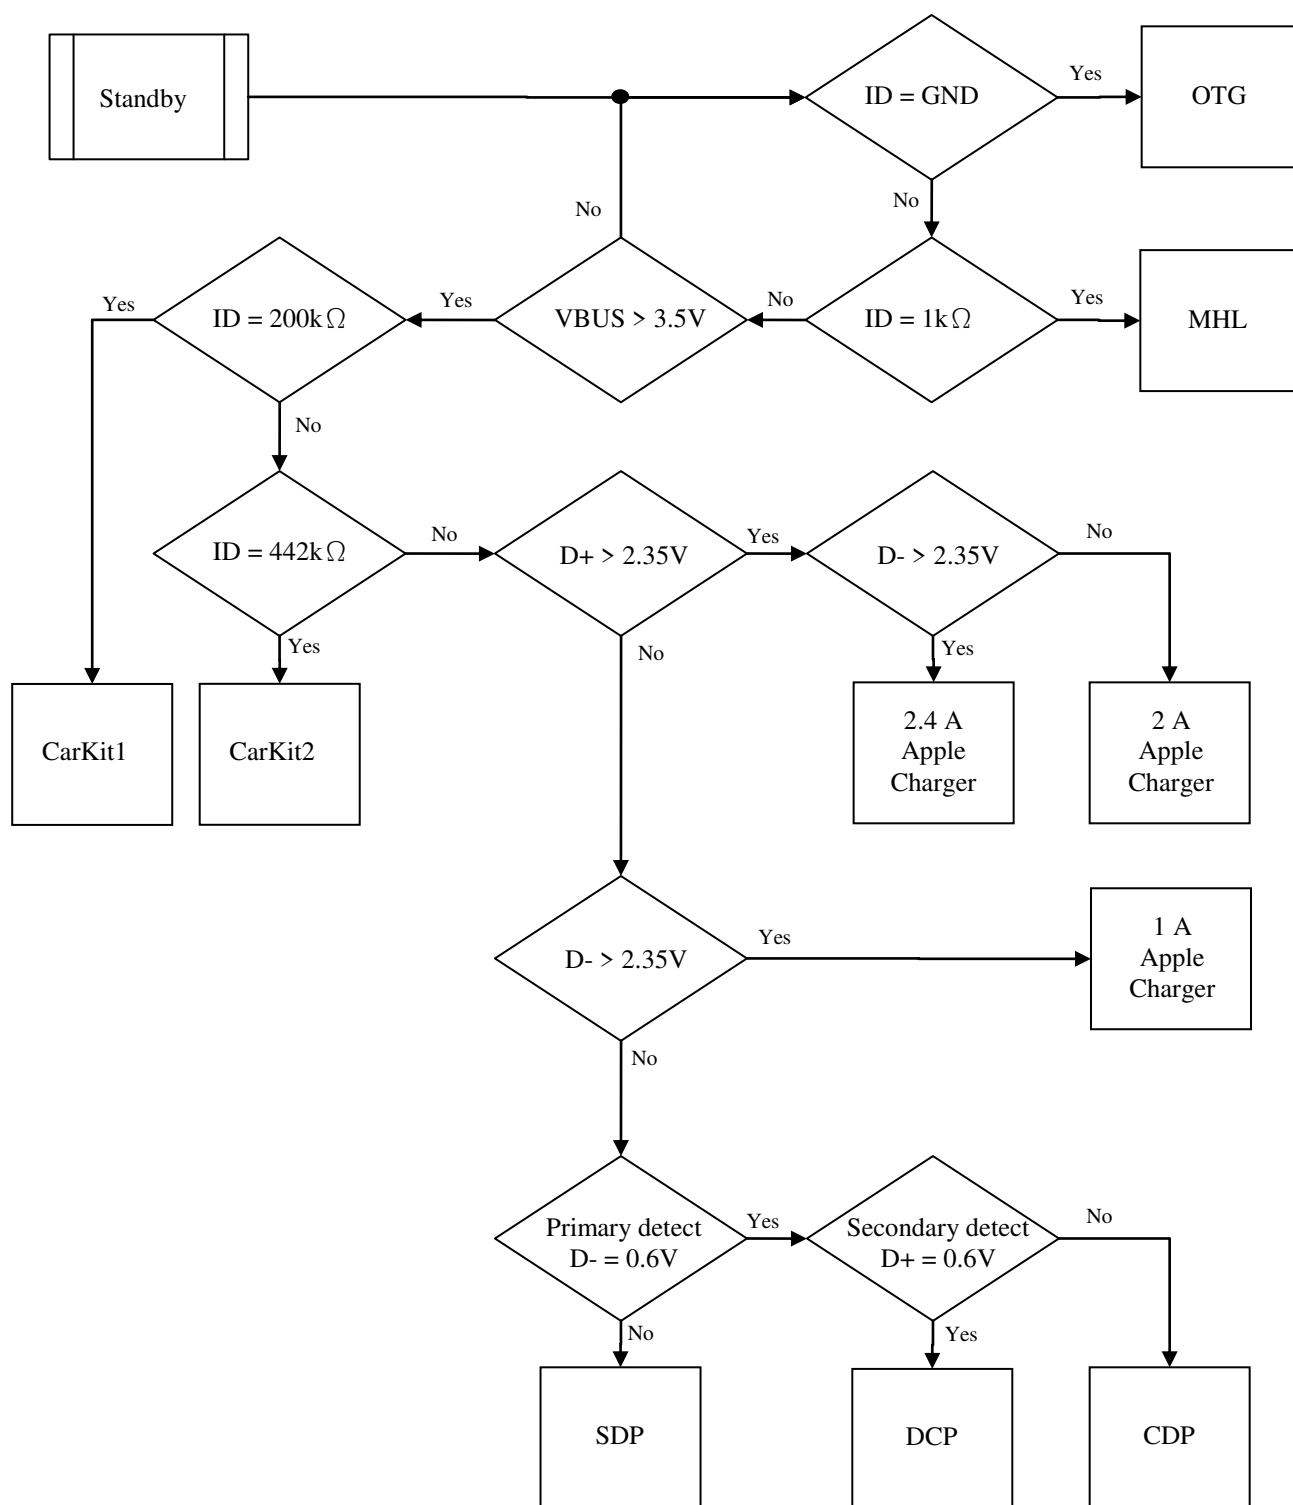 Standby
ID = GND
Yes
OTG
No
No
Yes
ID = 200kΩ
Yes
VBUS > 3.5V
No
ID = 1kΩ
Yes
MHL
No
ID = 442kΩ
No
D+ > 2.35V
Yes
D- > 2.35V
No
Yes
No
Yes
CarKit1
CarKit2
2.4 A
Apple
Charger
2 A
Apple
Charger
D- > 2.35V
Yes
1 A
Apple
Charger
No
Primary detect
D- = 0.6V
Yes
Secondary detect
D+ = 0.6V
No
No
Yes
SDP
DCP
CDP